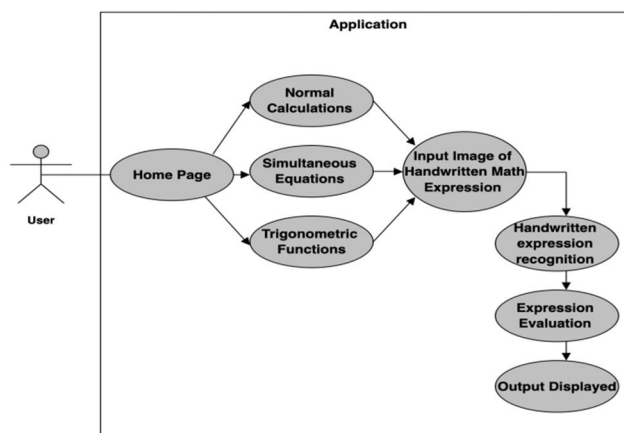 Application
Normal
Calculations
Simultaneous
Equations
Trigonometric
Functions
Home Page
User
Input Image of
Handwritten Math
Expression
Handwritten
expression
recognition
Expression
Evaluation
Output Displayed